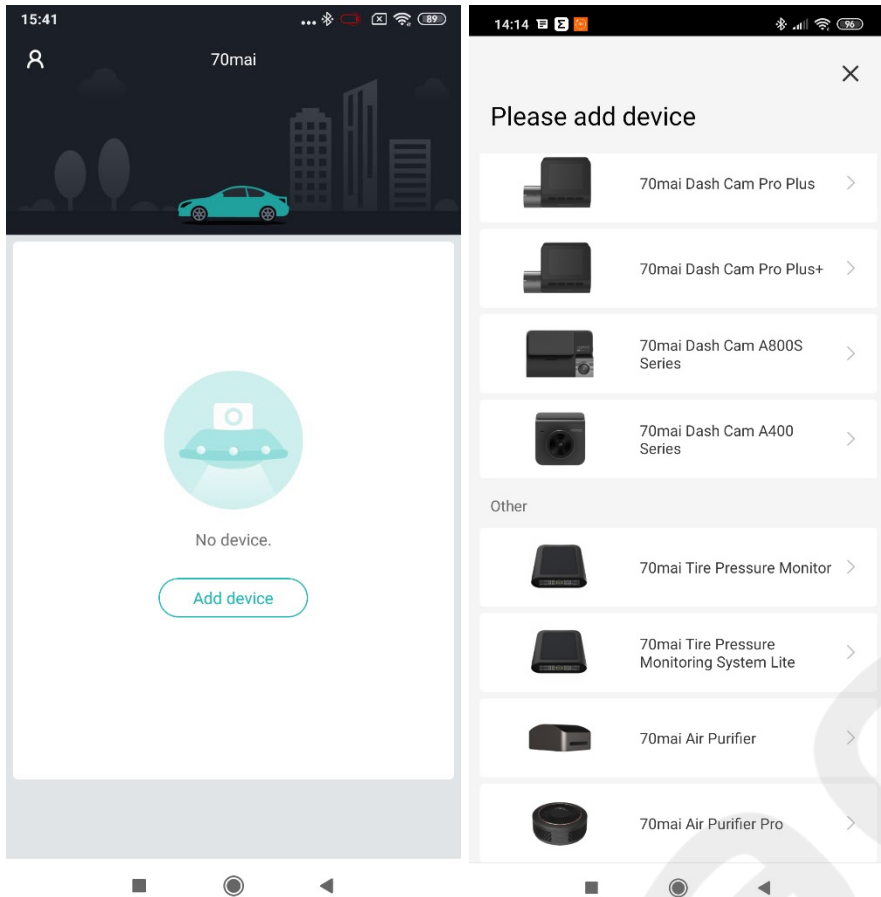 15:41
89
70mai
No device.
Add device
14:14
96
Please add device
70mai Dash Cam Pro Plus
70mai Dash Cam Pro Plus+
70mai Dash Cam A800S
Series
70mai Dash Cam A400
Series
Other
70mai Tire Pressure Monitor
70mai Tire Pressure
Monitoring System Lite
70mai Air Purifier
70mai Air Purifier Pro